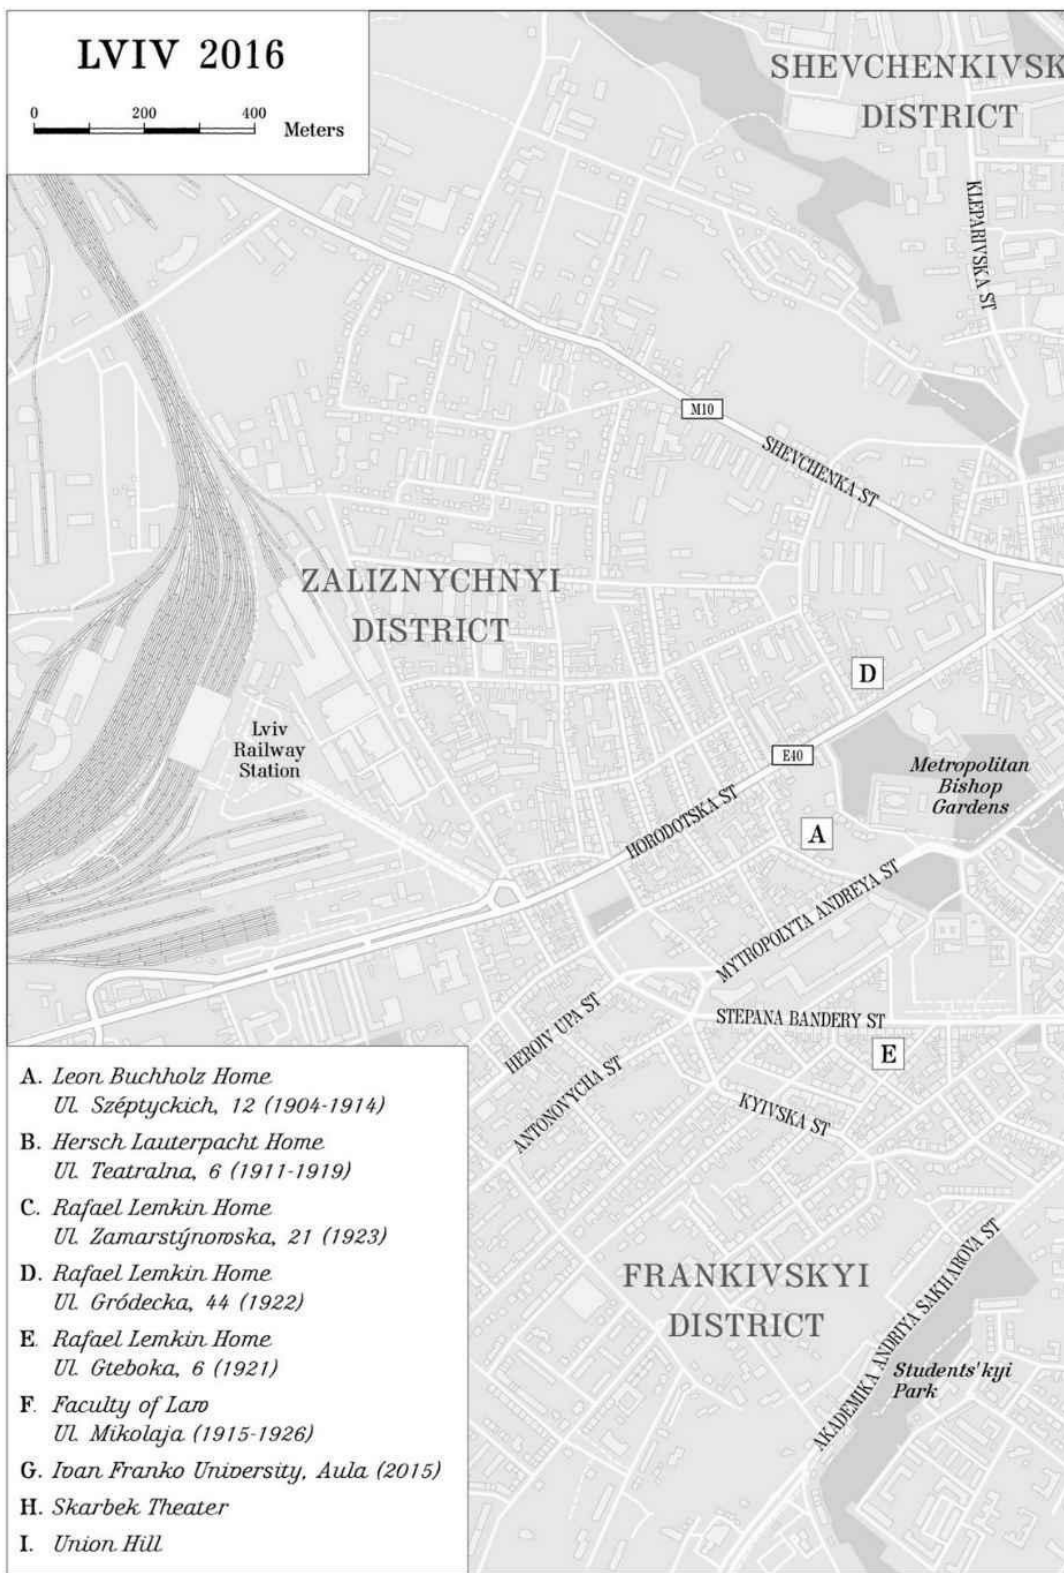 LVIV 2016
0 200 400
Meters
SHEVCHENKIVSK
DISTRICT
KLEPARIVSKA ST
M10
SHEVCHENKA ST
ZALIZNYCHNYI
DISTRICT
D
Lviv
Railway
Station
E40
Metropolitan
Bishop
Gardens
HORODOTSKA ST
A
MYTROPOLYTA ANDREYA ST
HEROIV UPA ST
STEPANA BANDERY ST
E
ANTONOVYCHA ST
KYIVSKA ST
FRANKIVSKYI
DISTRICT
AKADEMIKA ANDRIYA SAKHAROVA ST
Students'kyi
Park
A. Leon Buchholz Home
Ul. Széptyckich, 12 (1904-1914)
B. Hersch Lauterpacht Home
Ul. Teatralna, 6 (1911-1919)
C. Rafael Lemkin Home
Ul. Zamarstýnowska, 21 (1923)
D. Rafael Lemkin Home
Ul. Gródecka, 44 (1922)
E. Rafael Lemkin Home
Ul. Gteboka, 6 (1921)
F. Faculty of Law
Ul. Mikolaja (1915-1926)
G. Ivan Franko University, Aula (2015)
H. Skarbek Theater
I. Union Hill